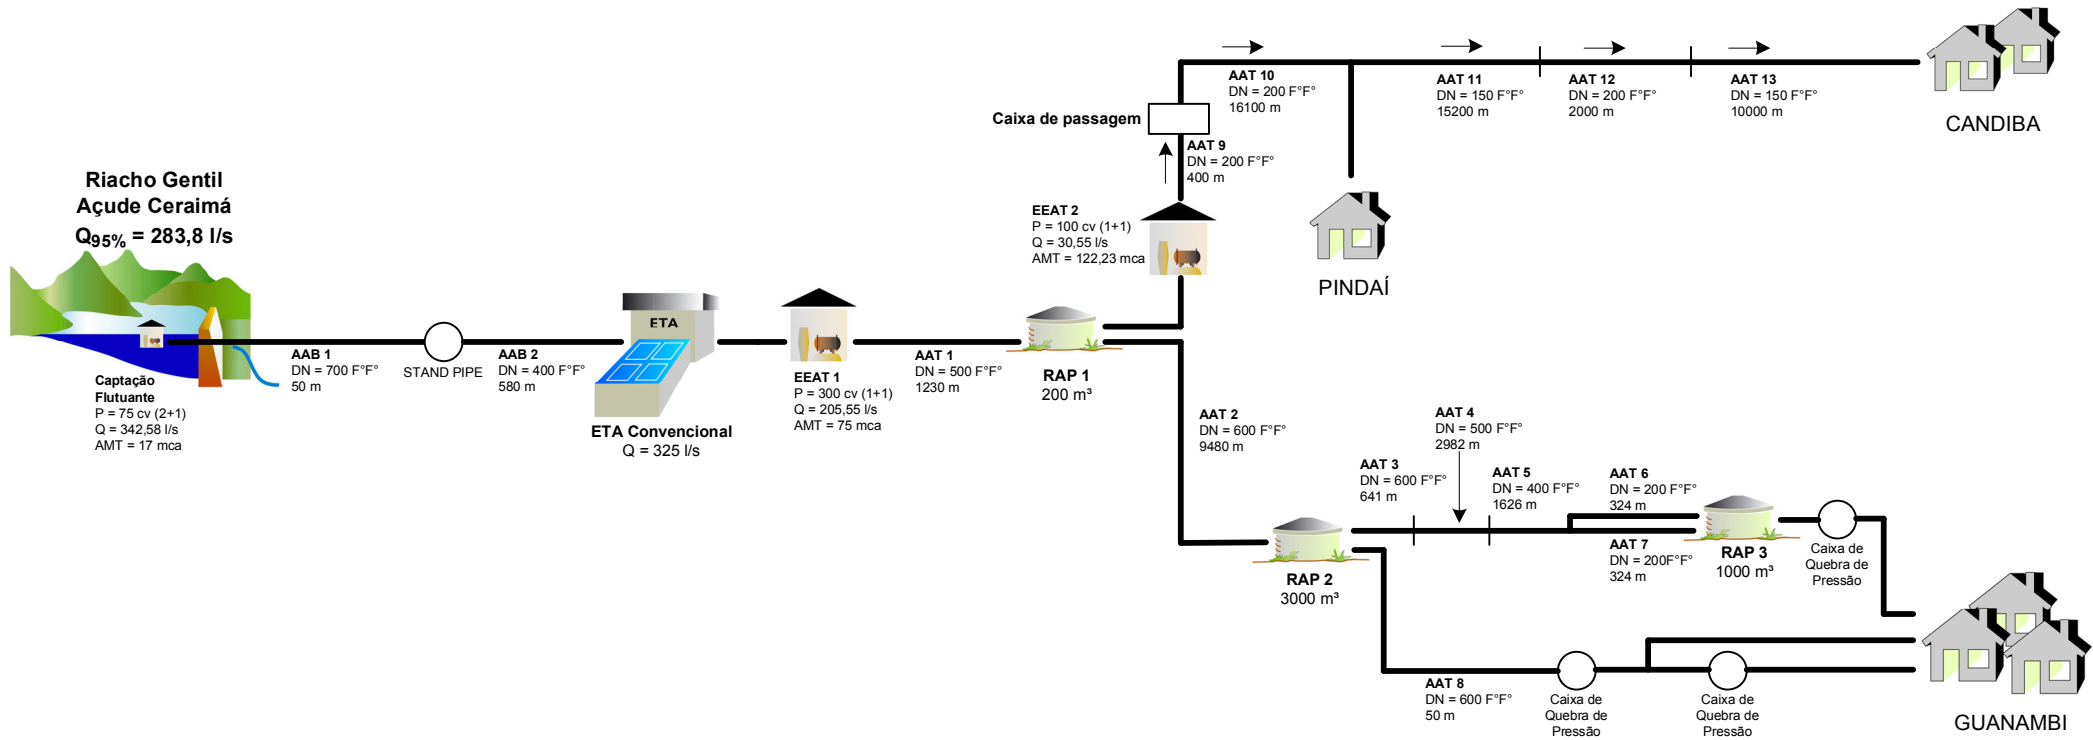 Riacho Gentil
Açude Ceraimá
Q95% = 283,8 l/s
Captação
Flutuante
P = 75 cv (2+1)
Q = 342,58 l/s
AMT = 17 mca
AAB 1
DN = 700 F°F°
50 m
STAND PIPE
AAB 2
DN = 400 F°F°
580 m
ETA
ETA Convencional
Q = 325 l/s
EEAT 1
P = 300 cv (1+1)
Q = 205,55 l/s
AMT = 75 mca
AAT 1
DN = 500 F°F°
1230 m
RAP 1
200 m³
EEAT 2
P = 100 cv (1+1)
Q = 30,55 l/s
AMT = 122,23 mca
AAT 9
DN = 200 F°F°
400 m
Caixa de passagem
AAT 10
DN = 200 F°F°
16100 m
PINDAÍ
AAT 11
DN = 150 F°F°
15200 m
AAT 12
DN = 200 F°F°
2000 m
AAT 13
DN = 150 F°F°
10000 m
CANDIBA
AAT 2
DN = 600 F°F°
9480 m
RAP 2
3000 m³
AAT 3
DN = 600 F°F°
641 m
AAT 4
DN = 500 F°F°
2982 m
AAT 5
DN = 400 F°F°
1626 m
AAT 6
DN = 200 F°F°
324 m
AAT 7
DN = 200F°F°
324 m
RAP 3
1000 m³
Caixa de
Quebra de
Pressão
AAT 8
DN = 600 F°F°
50 m
Caixa de
Quebra de
Pressão
Caixa de
Quebra de
Pressão
GUANAMBI